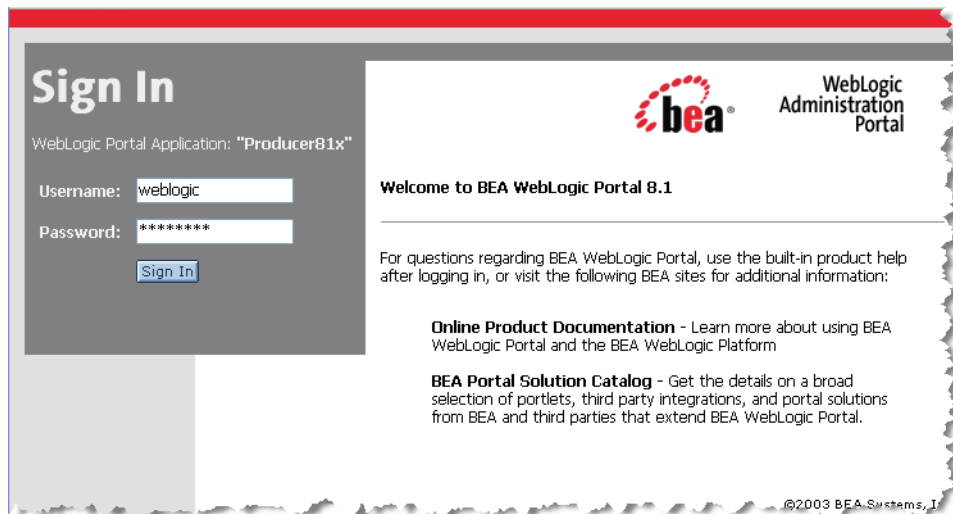 Sign In
WebLogic Portal Application: "Producer81x"
Username: weblogic
Password: ********
Sign In
bea®
WebLogic
Administration
Portal
Welcome to BEA WebLogic Portal 8.1
For questions regarding BEA WebLogic Portal, use the built-in product help
after logging in, or visit the following BEA sites for additional information:
Online Product Documentation - Learn more about using BEA
WebLogic Portal and the BEA WebLogic Platform
BEA Portal Solution Catalog - Get the details on a broad
selection of portlets, third party integrations, and portal solutions
from BEA and third parties that extend BEA WebLogic Portal.
©2003 BEA Systems,